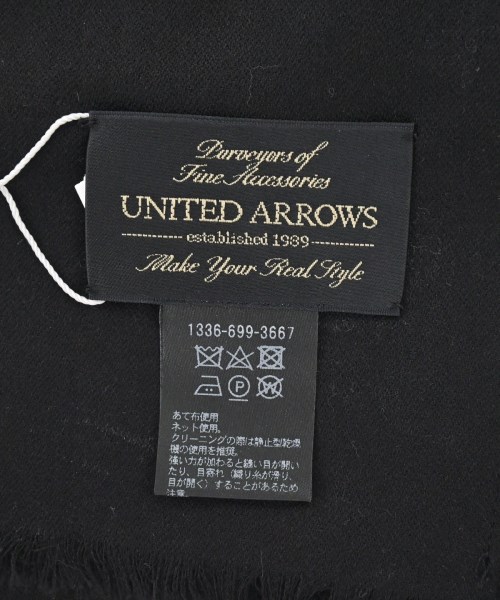 Purveyors of
Fine Accessories
UNITED ARROWS
established 1989
Make Your Real Style
1336-699-3667
P W
あて布使用
ネット使用。
クリーニングの際は静止型乾燥
機の使用を推奨。
強い力が加わると縫い目が開い
たり、目寄れ（織り糸が滑り、
目が開く）することがあるため
注意。